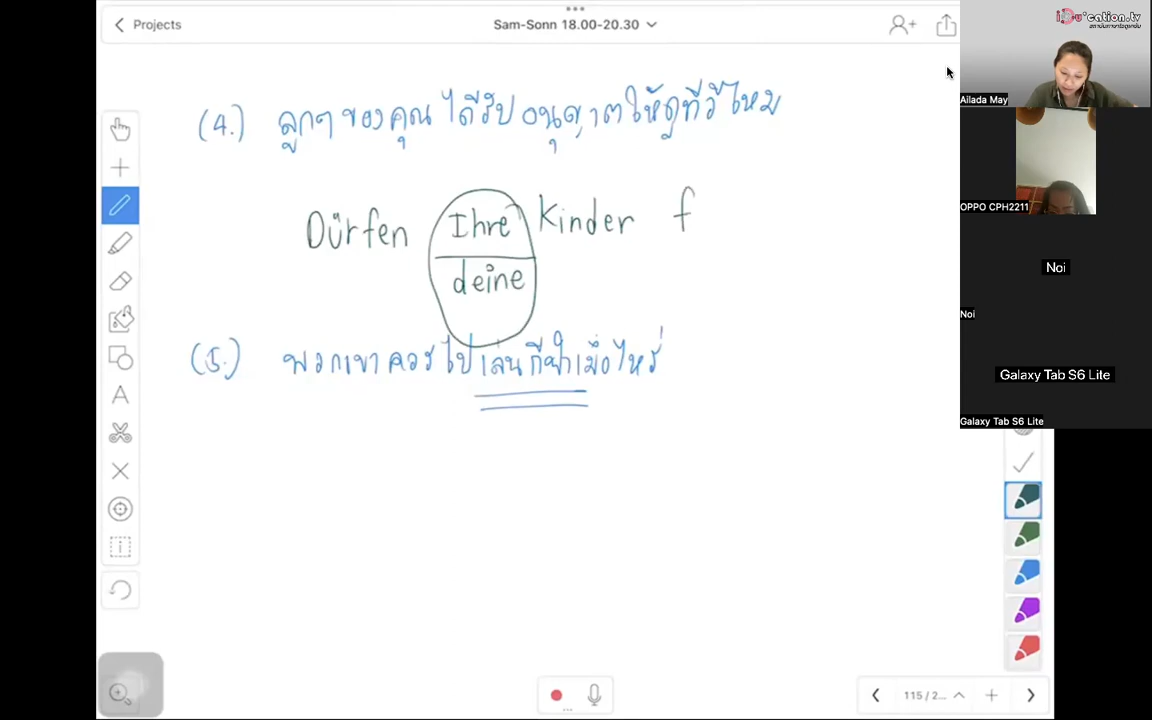 Projects
Sam-Sonn 18.00-20.30
iDu'cation.tv
Ailada May
(4.) ลูกๆ ของคุณ ได้รับ อนุญาตให้ดูทีวีไหม
OPPO CPH2211
Dürfen Ihre Kinder f
deine
Noi
Noi
(5.) พวกเขา ควร ไป เล่นกีฬา เมื่อไหร่
Galaxy Tab S6 Lite
Galaxy Tab S6 Lite
A
115/2...